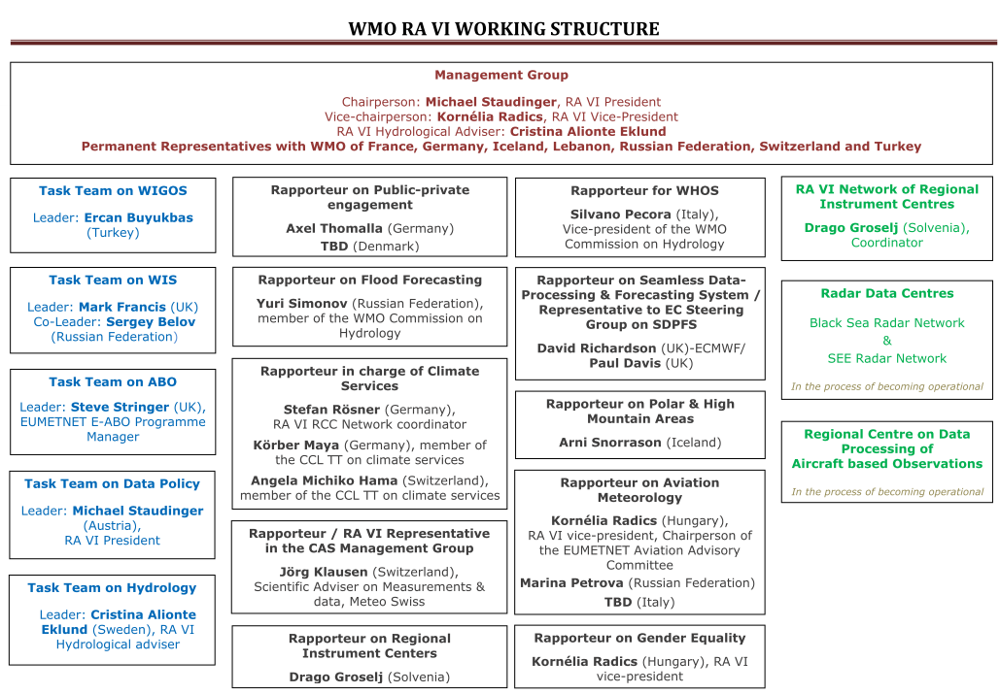 WMO RA VI WORKING STRUCTURE
Management Group
Chairperson: Michael Staudinger, RA VI President
Vice-chairperson: Kornélia Radics, RA VI Vice-President
RA VI Hydrological Adviser: Cristina Alionte Eklund
Permanent Representatives with WMO of France, Germany, Iceland, Lebanon, Russian Federation, Switzerland and Turkey
Task Team on WIGOS
Leader: Ercan Buyukbas
(Turkey)
Task Team on WIS
Leader: Mark Francis (UK)
Co-Leader: Sergey Belov
(Russian Federation)
Task Team on ABO
Leader: Steve Stringer (UK),
EUMETNET E-ABO Programme
Manager
Task Team on Data Policy
Leader: Michael Staudinger
(Austria),
RA VI President
Task Team on Hydrology
Leader: Cristina Alionte
Eklund (Sweden), RA VI
Hydrological adviser
Rapporteur on Public-private
engagement
Axel Thomalla (Germany)
TBD (Denmark)
Rapporteur on Flood Forecasting
Yuri Simonov (Russian Federation),
member of the WMO Commission on
Hydrology
Rapporteur in charge of Climate
Services
Stefan Rösner (Germany),
RA VI RCC Network coordinator
Körber Maya (Germany), member of
the CCL TT on climate services
Angela Michiko Hama (Switzerland),
member of the CCL TT on climate services
Rapporteur / RA VI Representative
in the CAS Management Group
Jörg Klausen (Switzerland),
Scientific Adviser on Measurements &
data, Meteo Swiss
Rapporteur on Regional
Instrument Centers
Drago Groselj (Solvenia)
Rapporteur for WHOS
Silvano Pecora (Italy),
Vice-president of the WMO
Commission on Hydrology
Rapporteur on Seamless Data-
Processing & Forecasting System /
Representative to EC Steering
Group on SDPFS
David Richardson (UK)-ECMWF/
Paul Davis (UK)
Rapporteur on Polar & High
Mountain Areas
Arni Snorrason (Iceland)
Rapporteur on Aviation
Meteorology
Kornélia Radics (Hungary),
RA VI vice-president, Chairperson of
the EUMETNET Aviation Advisory
Committee
Marina Petrova (Russian Federation)
TBD (Italy)
Rapporteur on Gender Equality
Kornélia Radics (Hungary), RA VI
vice-president
RA VI Network of Regional
Instrument Centres
Drago Groselj (Solvenia),
Coordinator
Radar Data Centres
Black Sea Radar Network
&
SEE Radar Network
In the process of becoming operational
Regional Centre on Data
Processing of
Aircraft based Observations
In the process of becoming operational